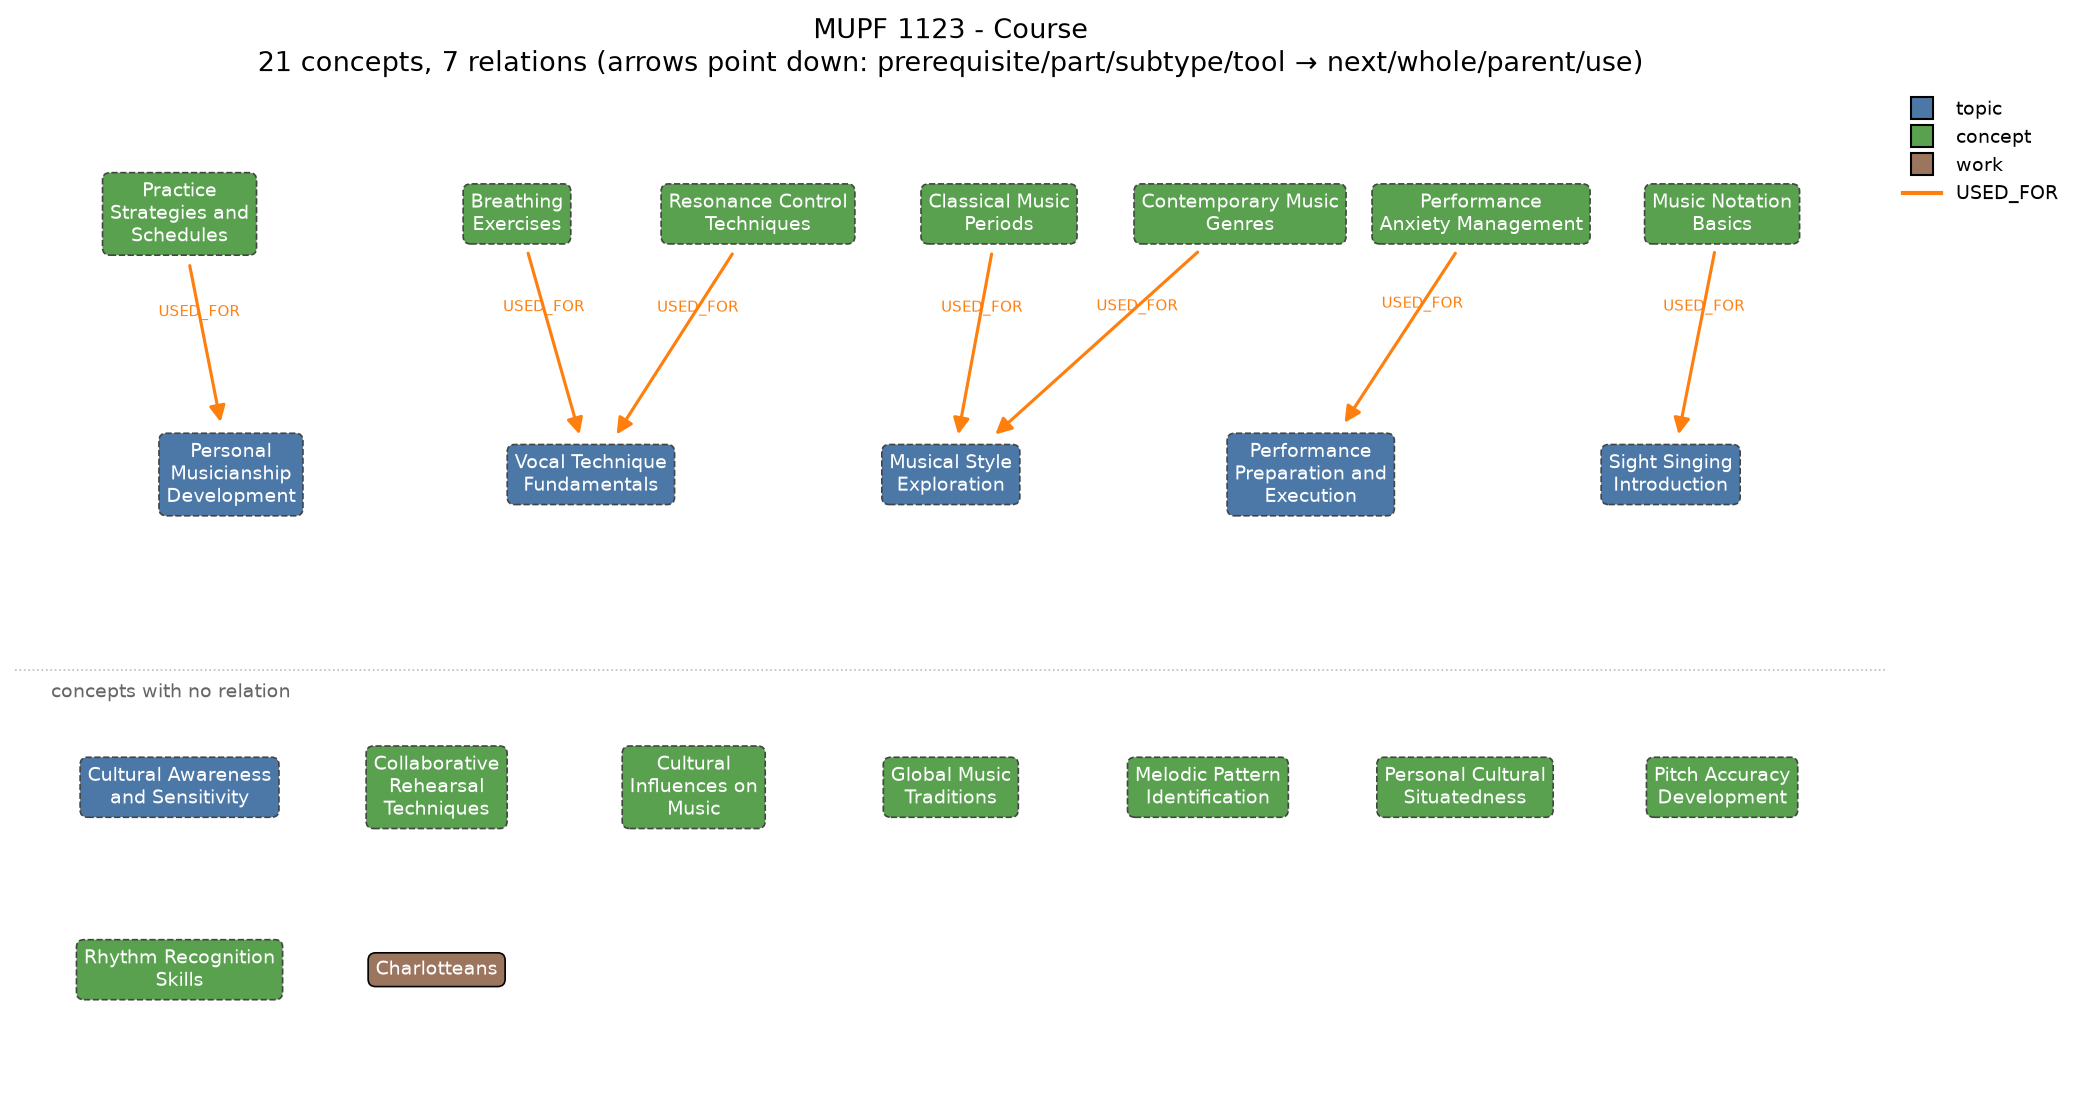 MUPF 1123 - Course
21 concepts, 7 relations (arrows point down: prerequisite/part/subtype/tool → next/whole/parent/use)
topic
concept
work
USED_FOR
Practice
Strategies and
Schedules
Breathing
Exercises
Resonance Control
Techniques
Classical Music
Periods
Contemporary Music
Genres
Performance
Anxiety Management
Music Notation
Basics
USED_FOR
USED_FOR
USED_FOR
USED_FOR
USED_FOR
USED_FOR
USED_FOR
Personal
Musicianship
Development
Vocal Technique
Fundamentals
Musical Style
Exploration
Performance
Preparation and
Execution
Sight Singing
Introduction
concepts with no relation
Cultural Awareness
and Sensitivity
Collaborative
Rehearsal
Techniques
Cultural
Influences on
Music
Global Music
Traditions
Melodic Pattern
Identification
Personal Cultural
Situatedness
Pitch Accuracy
Development
Rhythm Recognition
Skills
Charlotteans